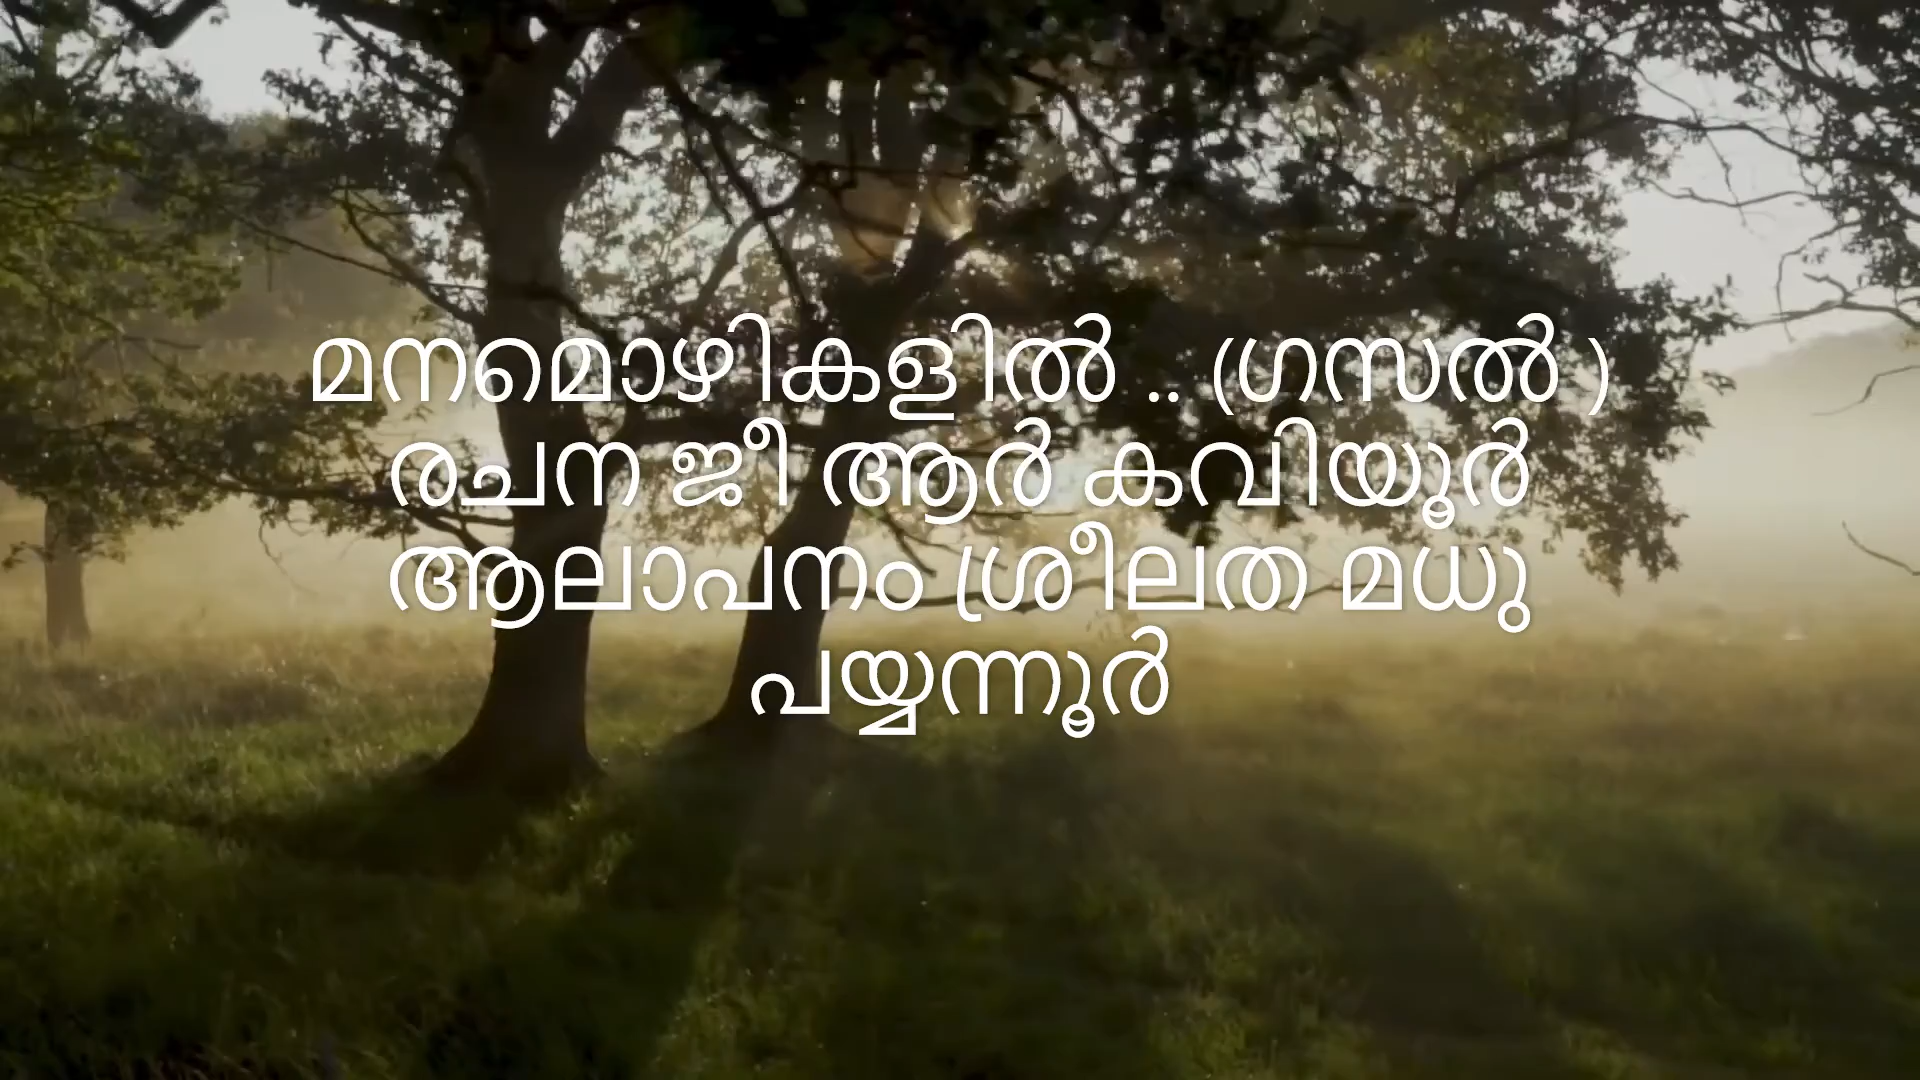 മനമൊഴികളിൽ .. (ഗസൽ )
രചന ജീ ആർ കവിയൂർ
ആലാപനം ശ്രീലത മധു
പയ്യന്നൂർ